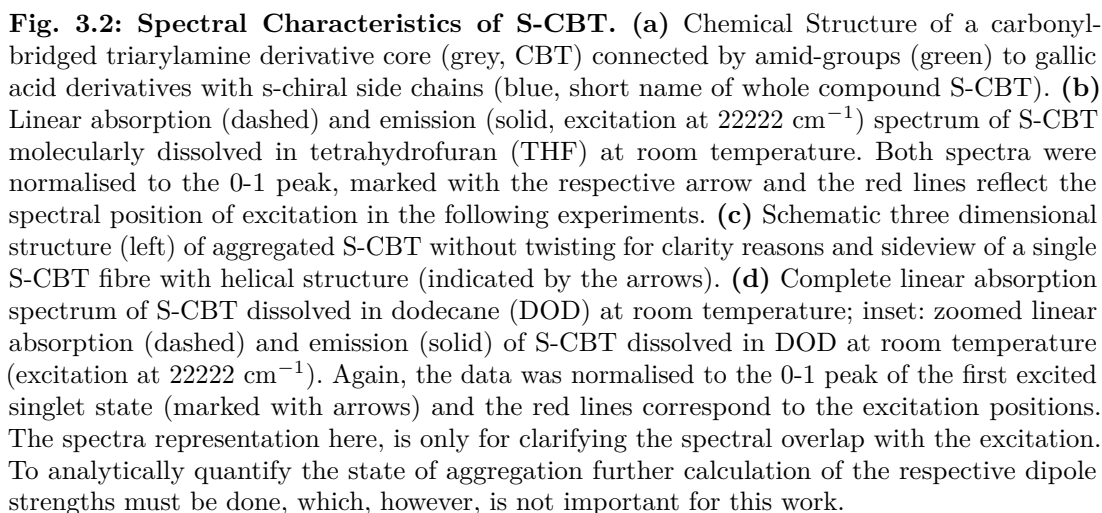 Fig. 3.2: Spectral Characteristics of S-CBT. (a) Chemical Structure of a carbonyl-
bridged triarylamine derivative core (grey, CBT) connected by amid-groups (green) to gallic
acid derivatives with s-chiral side chains (blue, short name of whole compound S-CBT). (b)
Linear absorption (dashed) and emission (solid, excitation at 22222 cm⁻¹) spectrum of S-CBT
molecularly dissolved in tetrahydrofuran (THF) at room temperature. Both spectra were
normalised to the 0-1 peak, marked with the respective arrow and the red lines reflect the
spectral position of excitation in the following experiments. (c) Schematic three dimensional
structure (left) of aggregated S-CBT without twisting for clarity reasons and sideview of a single
S-CBT fibre with helical structure (indicated by the arrows). (d) Complete linear absorption
spectrum of S-CBT dissolved in dodecane (DOD) at room temperature; inset: zoomed linear
absorption (dashed) and emission (solid) of S-CBT dissolved in DOD at room temperature
(excitation at 22222 cm⁻¹). Again, the data was normalised to the 0-1 peak of the first excited
singlet state (marked with arrows) and the red lines correspond to the excitation positions.
The spectra representation here, is only for clarifying the spectral overlap with the excitation.
To analytically quantify the state of aggregation further calculation of the respective dipole
strengths must be done, which, however, is not important for this work.